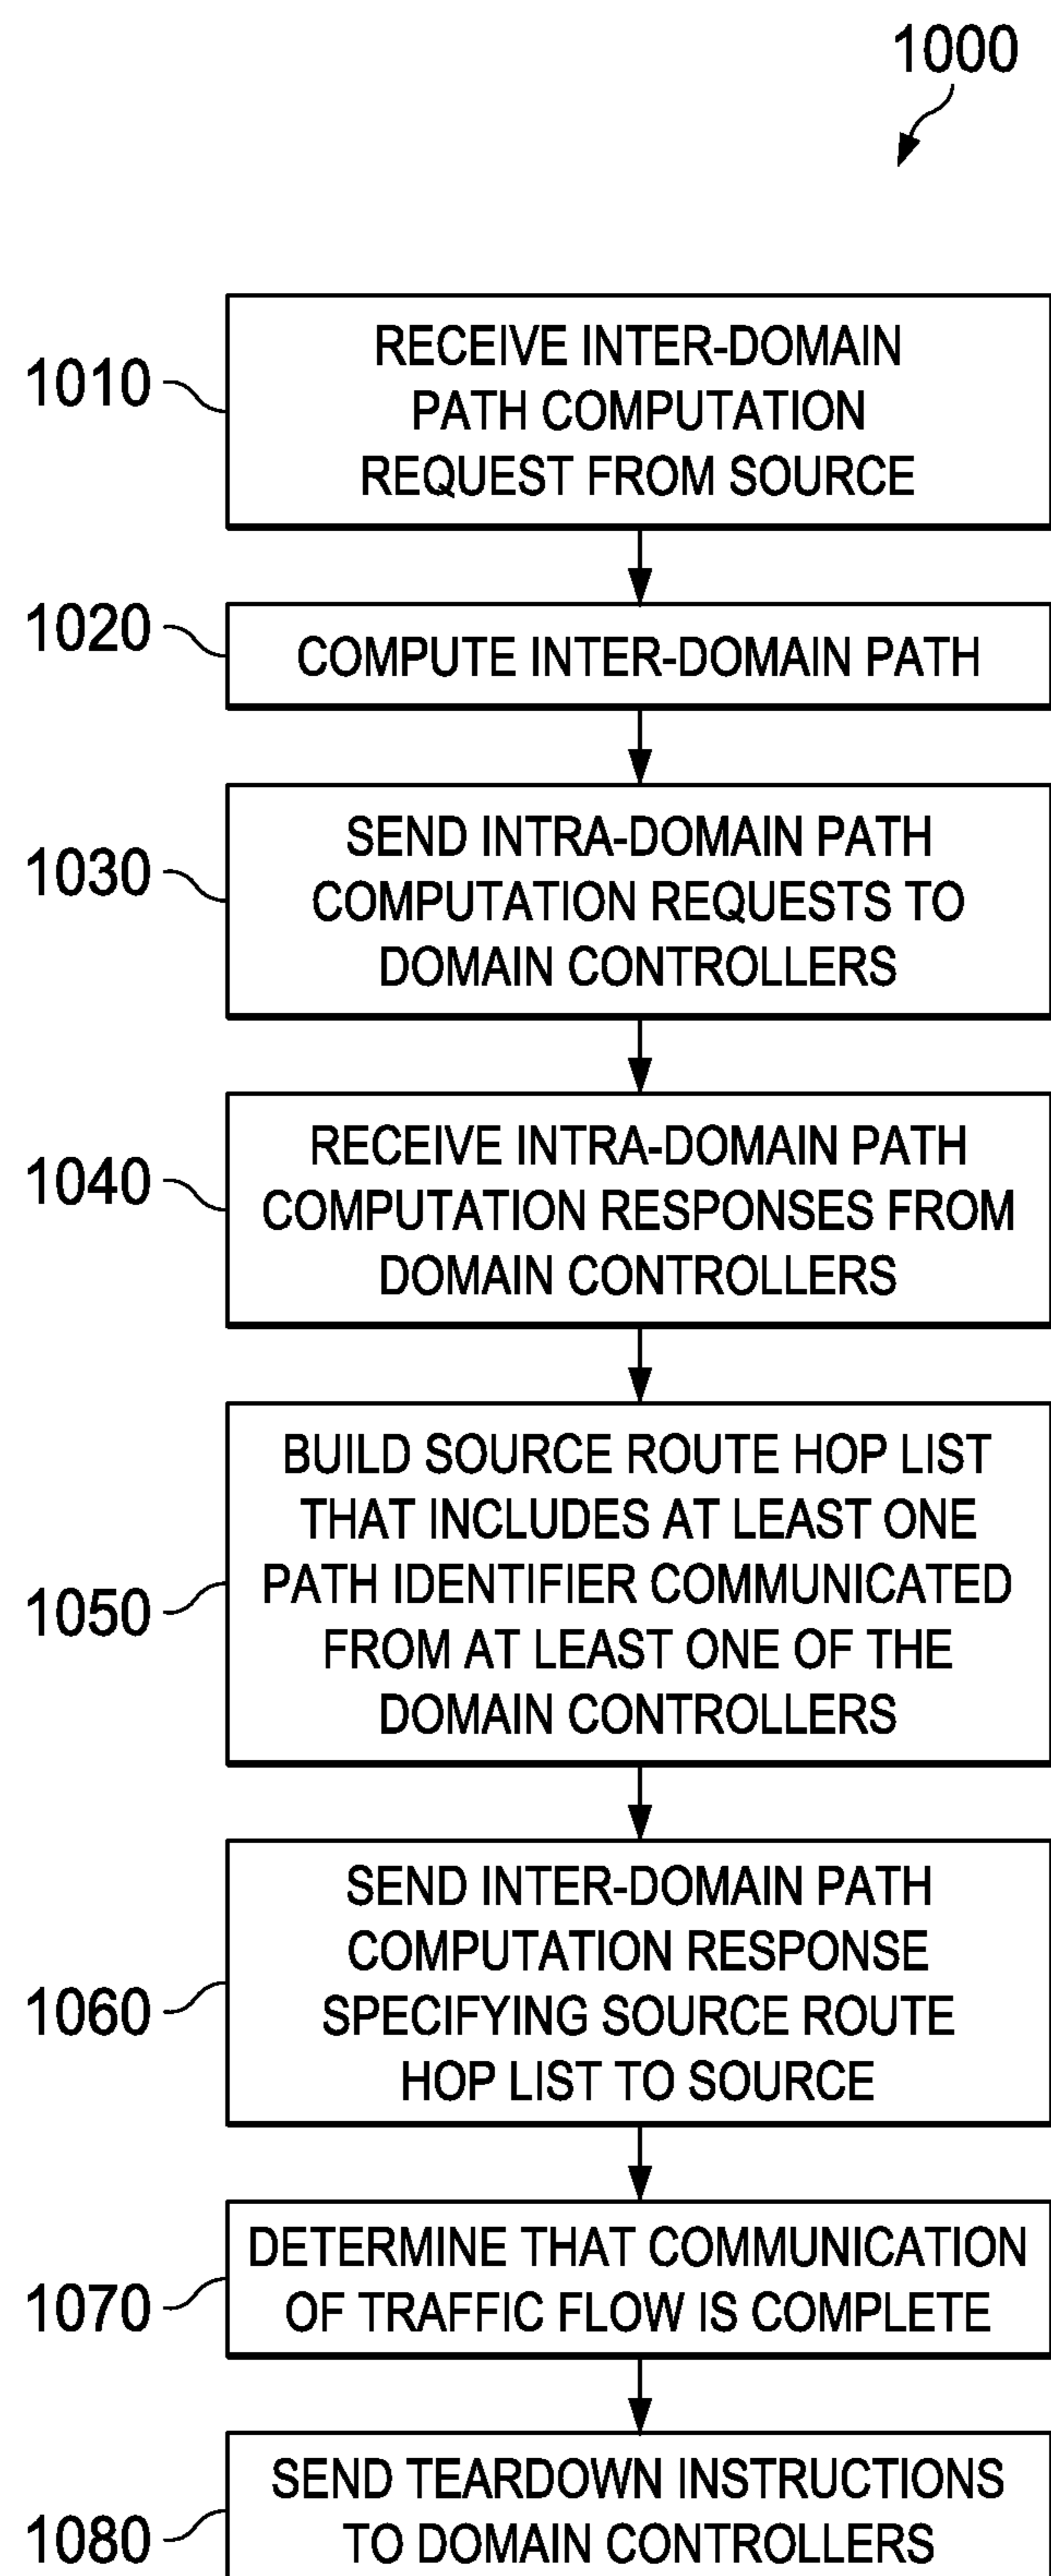 1000
1010
RECEIVE INTER-DOMAIN
PATH COMPUTATION
REQUEST FROM SOURCE
1020
COMPUTE INTER-DOMAIN PATH
1030
SEND INTRA-DOMAIN PATH
COMPUTATION REQUESTS TO
DOMAIN CONTROLLERS
1040
RECEIVE INTRA-DOMAIN PATH
COMPUTATION RESPONSES FROM
DOMAIN CONTROLLERS
1050
BUILD SOURCE ROUTE HOP LIST
THAT INCLUDES AT LEAST ONE
PATH IDENTIFIER COMMUNICATED
FROM AT LEAST ONE OF THE
DOMAIN CONTROLLERS
1060
SEND INTER-DOMAIN PATH
COMPUTATION RESPONSE
SPECIFYING SOURCE ROUTE
HOP LIST TO SOURCE
1070
DETERMINE THAT COMMUNICATION
OF TRAFFIC FLOW IS COMPLETE
1080
SEND TEARDOWN INSTRUCTIONS
TO DOMAIN CONTROLLERS